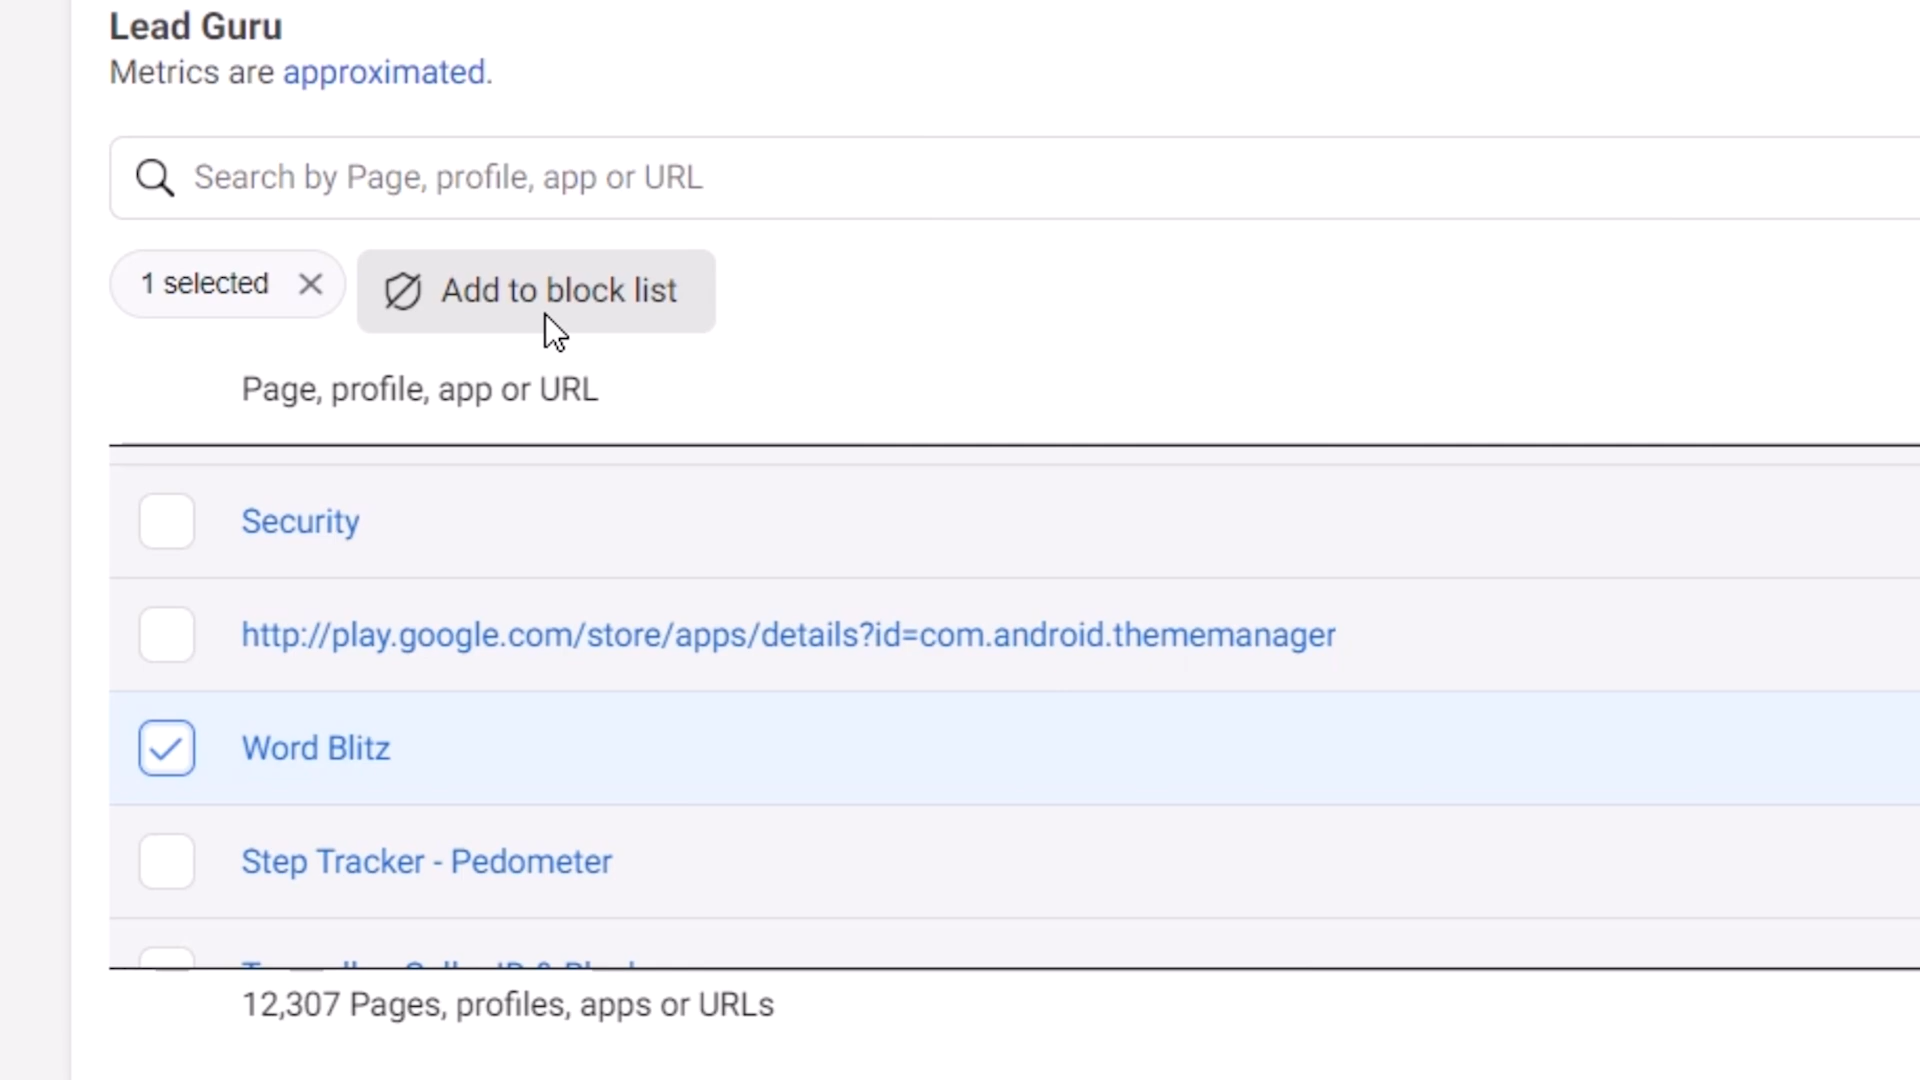 Lead Guru
Metrics are approximated.
Search by Page, profile, app or URL
1 selected
Add to block list
Page, profile, app or URL
Security
http://play.google.com/store/apps/details?id=com.android.thememanager
Word Blitz
Step Tracker - Pedometer
12,307 Pages, profiles, apps or URLs